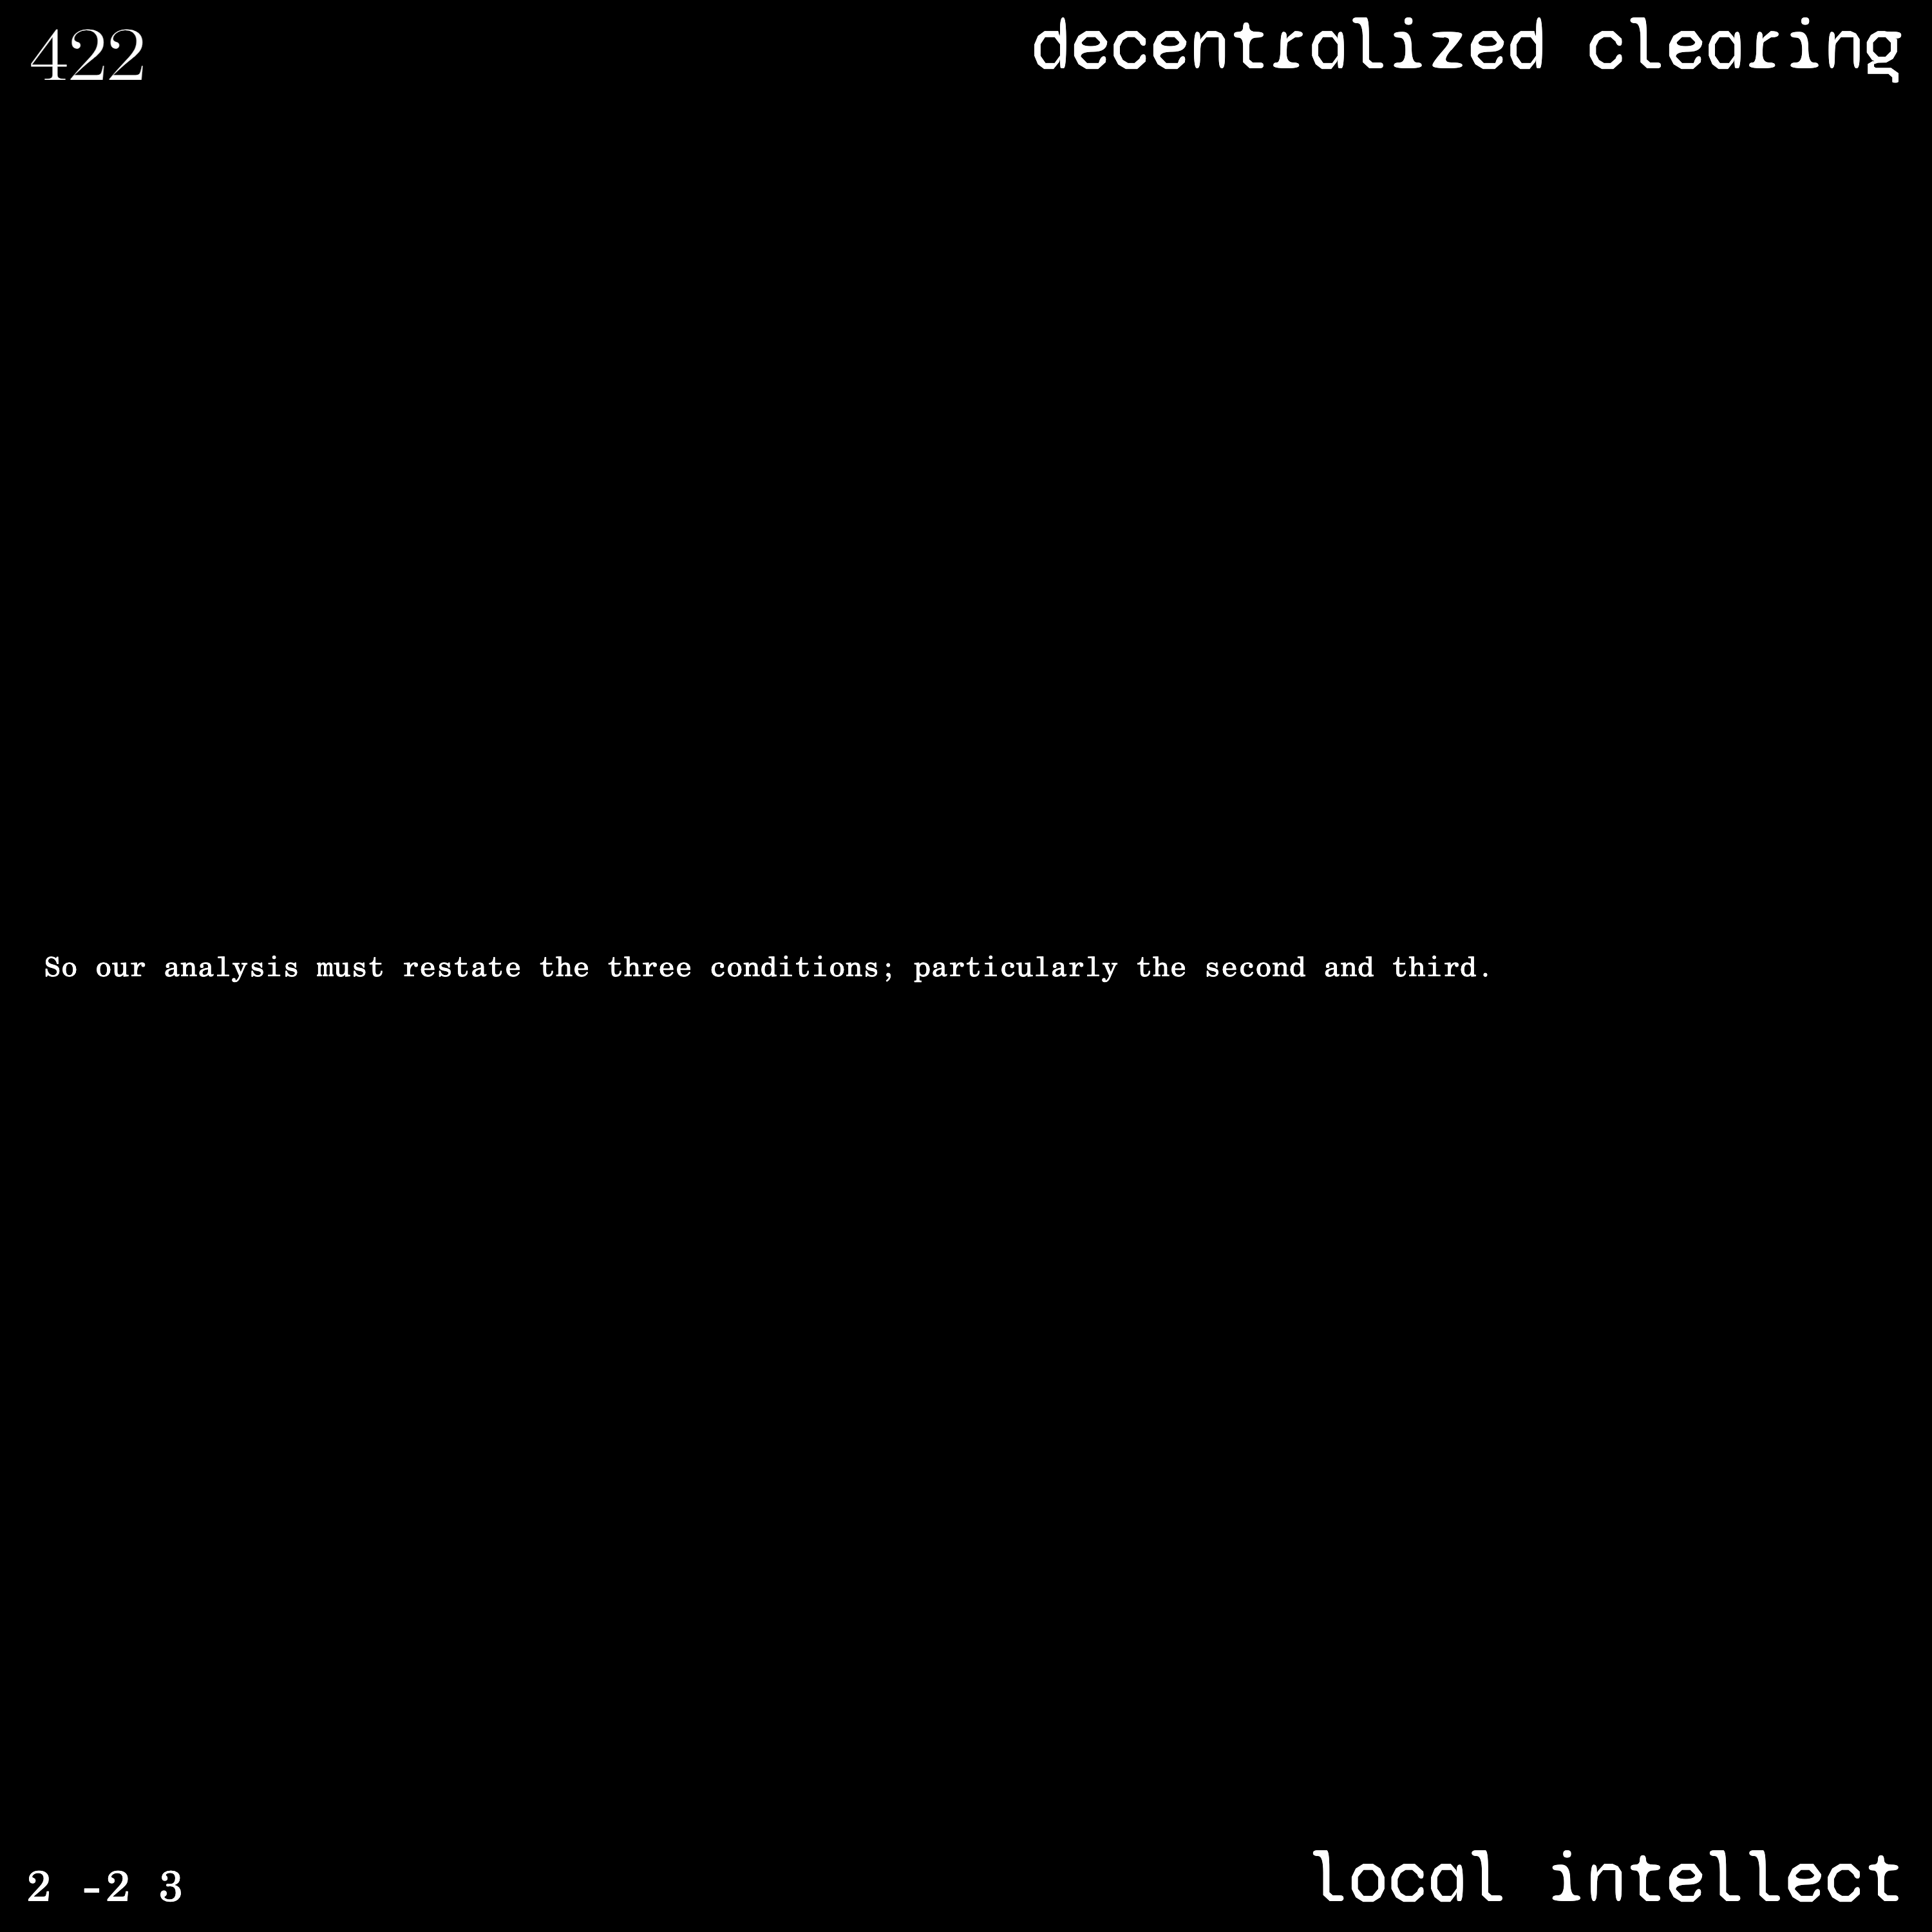 422
decentralized clearing
So our analysis must restate the three conditions; particularly the second and third.
2 -2 3
local intellect